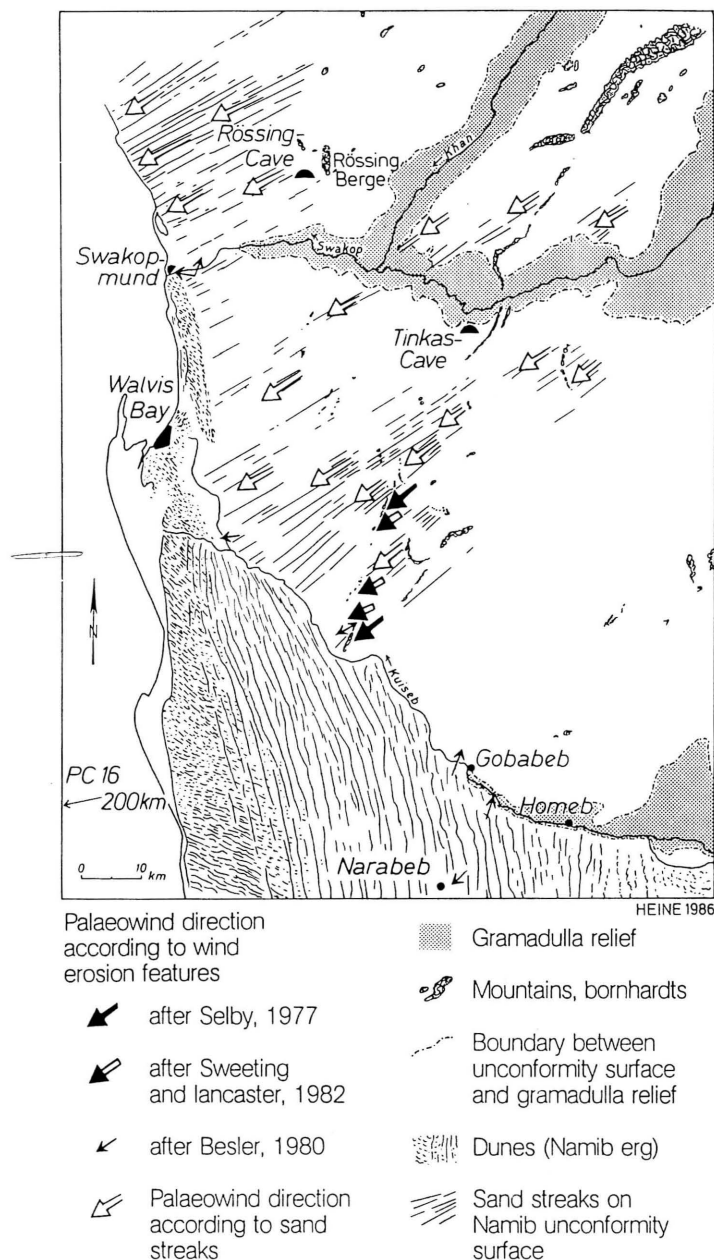 Rössing-
Cave
Rössing
Berge
Khan
Swakop
Swakop-
mund
Tinkas-
Cave
Walvis
Bay
N
Kuiseb
Gobabeb
PC 16
200km
Homeb
0 10
km
Narabeb
HEINE 1986
Palaeowind direction
according to wind
erosion features
after Selby, 1977
after Sweeting
and lancaster, 1982
after Besler, 1980
Palaeowind direction
according to sand
streaks
Gramadulla relief
Mountains, bornhardts
Boundary between
unconformity surface
and gramadulla relief
Dunes (Namib erg)
Sand streaks on
Namib unconformity
surface